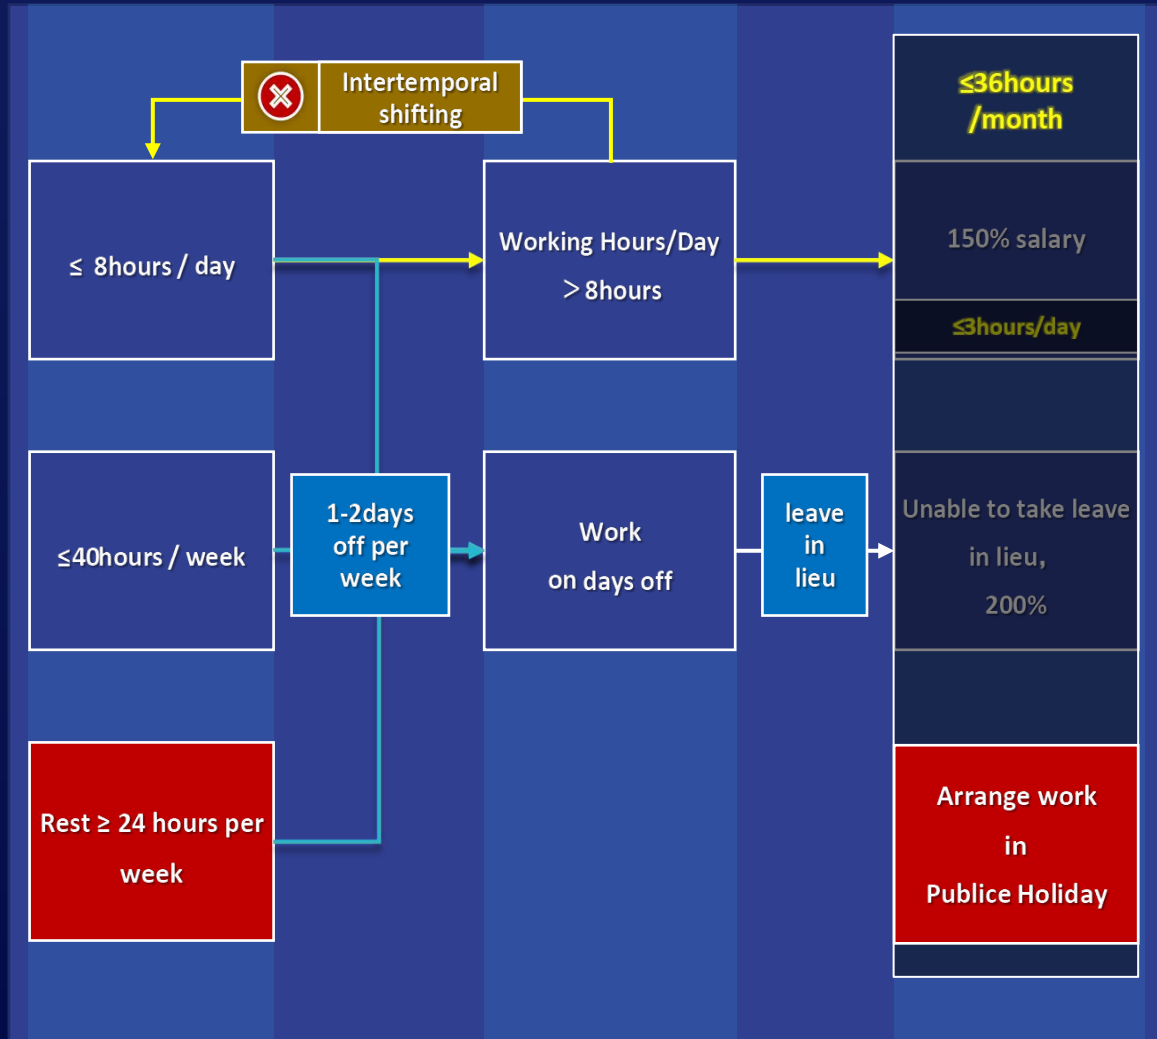 Intertemporal
shifting
≤36hours
/month
≤ 8hours / day
Working Hours/Day
>8hours
150% salary
≤3hours/day
≤40hours / week
1-2days
off per
week
Work
on days off
leave
in
lieu
Unable to take leave
in lieu,
200%
Rest ≥ 24 hours per
week
Arrange work
in
Publice Holiday